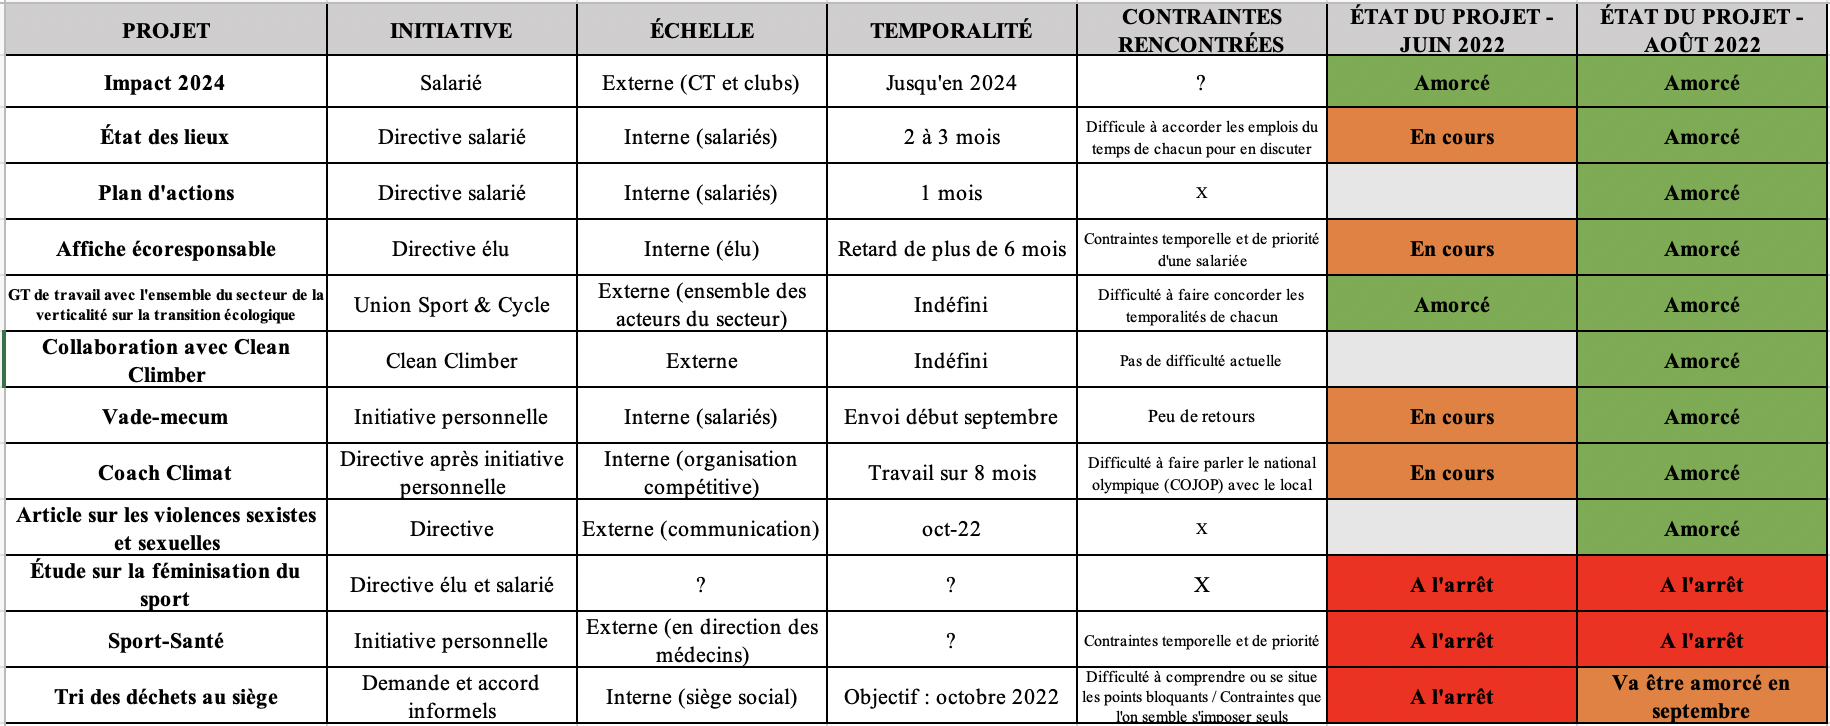 PROJET
INITIATIVE
ÉCHELLE
TEMPORALITÉ
CONTRAINTES
RENCONTRÉES
ÉTAT DU PROJET -
JUIN 2022
ÉTAT DU PROJET -
AOÛT 2022
Impact 2024
Salarié
Externe (CT et clubs)
Jusqu'en 2024
?
Amorcé
Amorcé
État des lieux
Directive salarié
Interne (salariés)
2 à 3 mois
Difficule à accorder les emplois du
temps de chacun pour en discuter
En cours
Amorcé
Plan d'actions
Directive salarié
Interne (salariés)
1 mois
X
Amorcé
Affiche écoresponsable
Directive élu
Interne (élu)
Retard de plus de 6 mois
Contraintes temporelle et de priorité
d'une salariée
En cours
Amorcé
GT de travail avec l'ensemble du secteur de la
verticalité sur la transition écologique
Union Sport & Cycle
Externe (ensemble des
acteurs du secteur)
Indéfini
Difficulté à faire concorder les
temporalités de chacun
Amorcé
Amorcé
Collaboration avec Clean
Climber
Clean Climber
Externe
Indéfini
Pas de difficulté actuelle
Amorcé
Vade-mecum
Initiative personnelle
Interne (salariés)
Envoi début septembre
Peu de retours
En cours
Amorcé
Coach Climat
Directive après initiative
personnelle
Interne (organisation
compétitive)
Travail sur 8 mois
Difficulté à faire parler le national
olympique (COJOP) avec le local
En cours
Amorcé
Article sur les violences sexistes
et sexuelles
Directive
Externe (communication)
oct-22
X
Amorcé
Étude sur la féminisation du
sport
Directive élu et salarié
?
?
X
A l'arrêt
A l'arrêt
Sport-Santé
Initiative personnelle
Externe (en direction des
médecins)
?
Contraintes temporelle et de priorité
A l'arrêt
A l'arrêt
Tri des déchets au siège
Demande et accord
informels
Interne (siège social)
Objectif : octobre 2022
Difficulté à comprendre ou se situe
les points bloquants / Contraintes que
l'on semble s'imposer seuls
A l'arrêt
Va être amorcé en
septembre